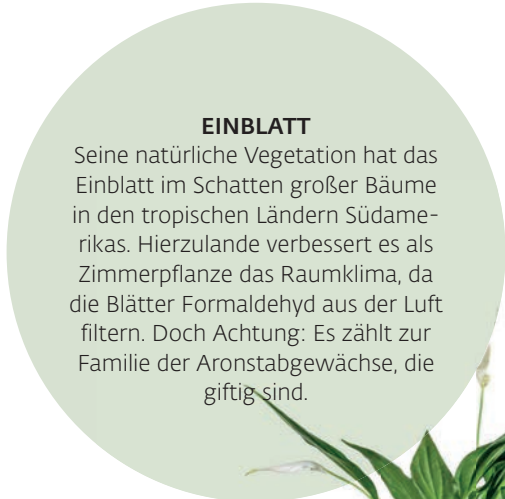 EINBLATT
Seine natürliche Vegetation hat das
Einblatt im Schatten großer Bäume
in den tropischen Ländern Südame-
rikas. Hierzulande verbessert es als
Zimmerpflanze das Raumklima, da
die Blätter Formaldehyd aus der Luft
filtern. Doch Achtung: Es zählt zur
Familie der Aronstabgewächse, die
giftig sind.